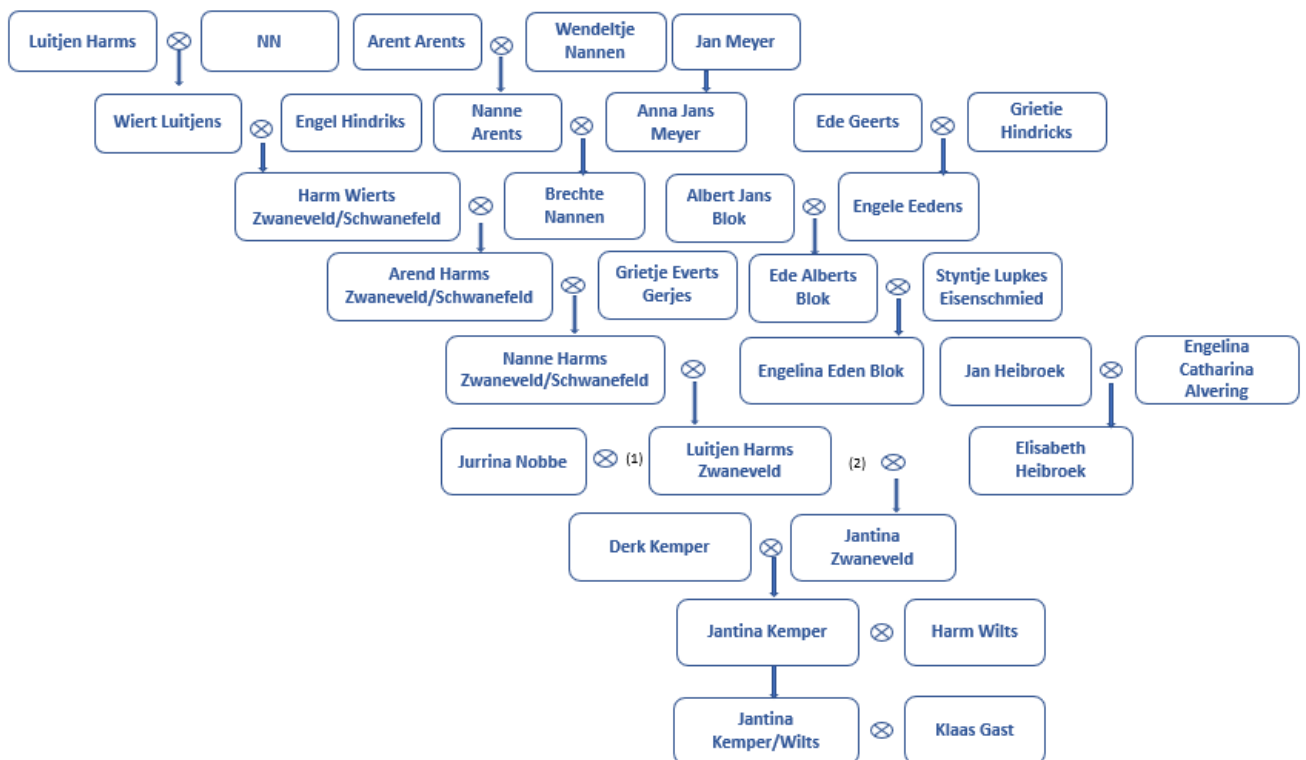 Luitjen Harms
NN
Arent Arents
Wendeltje
Nannen
Jan Meyer
Wiert Luitjens
Engel Hindriks
Nanne
Arents
Anna Jans
Meyer
Ede Geerts
Grietie
Hindricks
Harm Wierts
Zwaneveld/Schwanefeld
Brechte
Nannen
Albert Jans
Blok
Engele Eedens
Arend Harms
Zwaneveld/Schwanefeld
Grietje Everts
Gerjes
Ede Alberts
Blok
Styntje Lupkes
Eisenschmied
Nanne Harms
Zwaneveld/Schwanefeld
Engelina Eden Blok
Jan Heibroek
Engelina
Catharina
Alvering
Jurrina Nobbe
(1)
Luitjen Harms
Zwaneveld
(2)
Elisabeth
Heibroek
Derk Kemper
Jantina
Zwaneveld
Jantina Kemper
Harm Wilts
Jantina
Kemper/Wilts
Klaas Gast